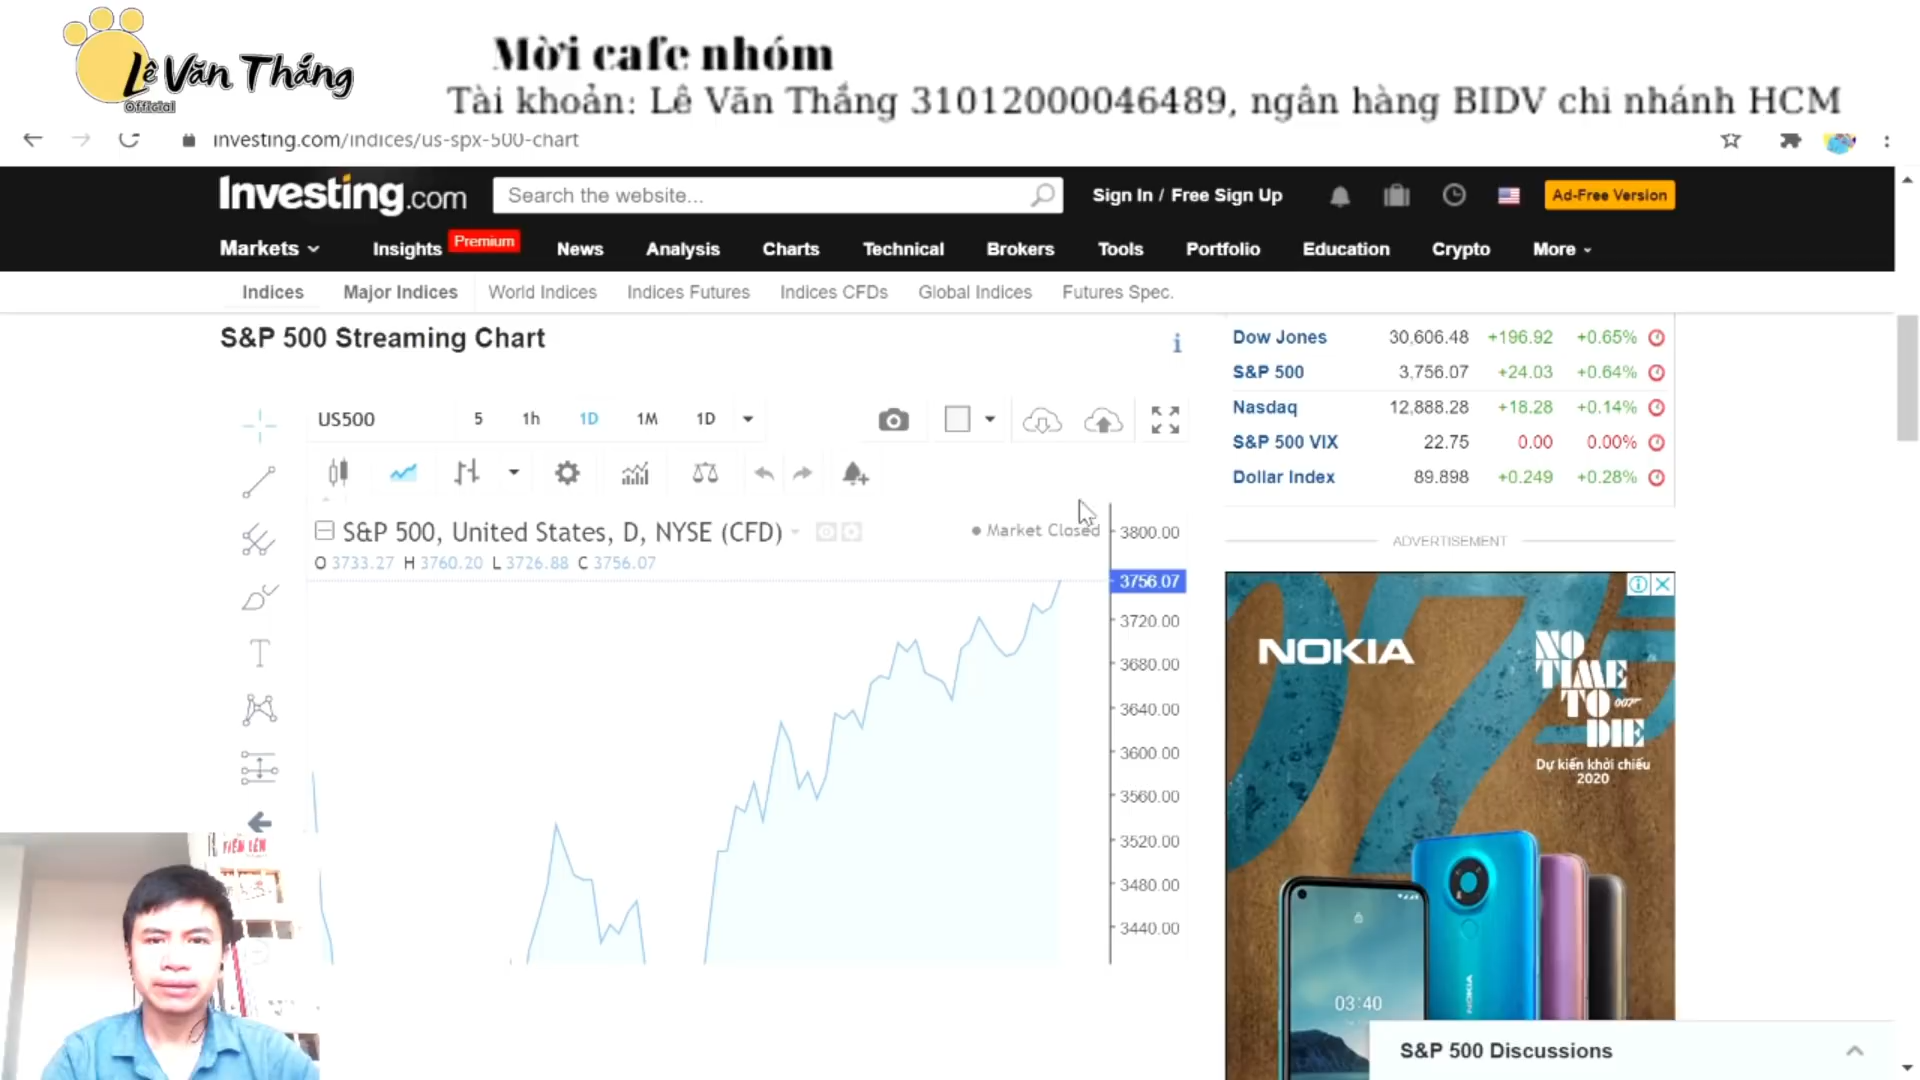 Lê Văn Thắng
Official
Mời cafe nhóm
Tài khoản: Lê Văn Thắng 31012000046489, ngân hàng BIDV chi nhánh HCM
investing.com/indices/us-spx-500-chart
Investing.com
Search the website...
Sign In / Free Sign Up
Ad-Free Version
Markets
Insights
Premium
News
Analysis
Charts
Technical
Brokers
Tools
Portfolio
Education
Crypto
More
Indices
Major Indices
World Indices
Indices Futures
Indices CFDs
Global Indices
Futures Spec.
S&P 500 Streaming Chart
US500 5 1h 1D 1M 1D
S&P 500, United States, D, NYSE (CFD)
Market Closed
O 3733.27 H 3760.20 L 3726.88 C 3756.07
3800.00
3756.07
3720.00
3680.00
3640.00
3600.00
3560.00
3520.00
3480.00
3440.00
Dow Jones 30,606.48 +196.92 +0.65%
S&P 500 3,756.07 +24.03 +0.64%
Nasdaq 12,888.28 +18.28 +0.14%
S&P 500 VIX 22.75 0.00 0.00%
Dollar Index 89.898 +0.249 +0.28%
ADVERTISEMENT
NOKIA
NO
TIME
TO
007
DIE
Dự kiến khởi chiếu
2020
03:40
NOKIA
S&P 500 Discussions